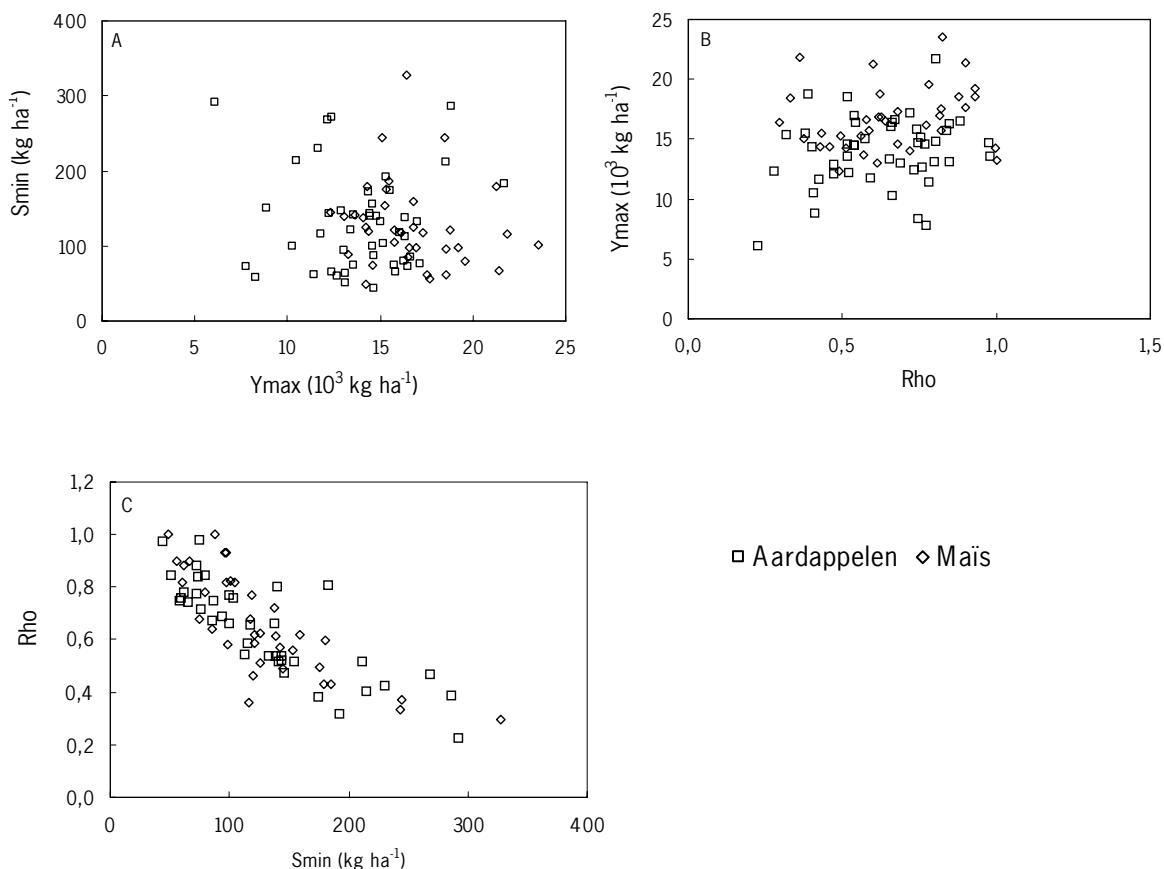 A
Smin (kg ha⁻¹)
400
300
200
100
0
0 5 10 15 20 25
Ymax (10³ kg ha⁻¹)
B
Ymax (10³ kg ha⁻¹)
25
20
15
10
5
0
0,0 0,5 1,0 1,5
Rho
C
Rho
1,2
1,0
0,8
0,6
0,4
0,2
0,0
0 100 200 300 400
Smin (kg ha⁻¹)
Aardappelen Maïs